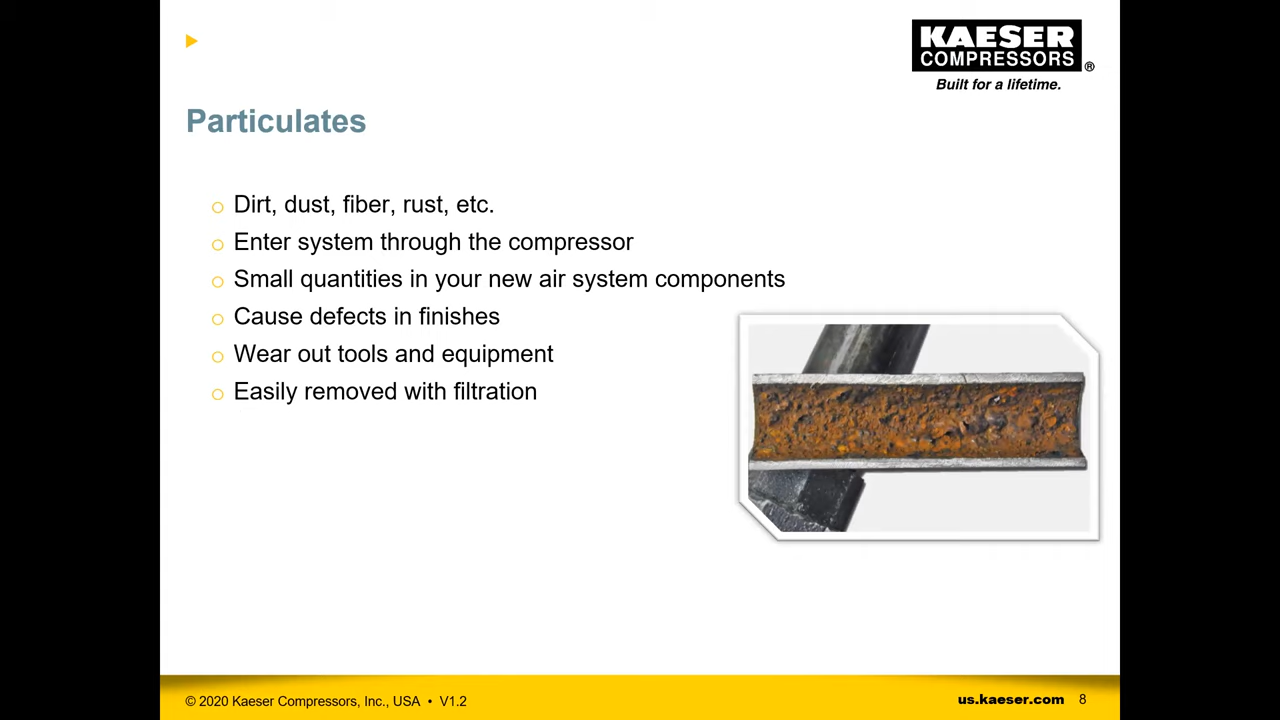 KAESER
COMPRESSORS
®
Built for a lifetime.
Particulates
Dirt, dust, fiber, rust, etc.
Enter system through the compressor
Small quantities in your new air system components
Cause defects in finishes
Wear out tools and equipment
Easily removed with filtration
© 2020 Kaeser Compressors, Inc., USA • V1.2
us.kaeser.com 8